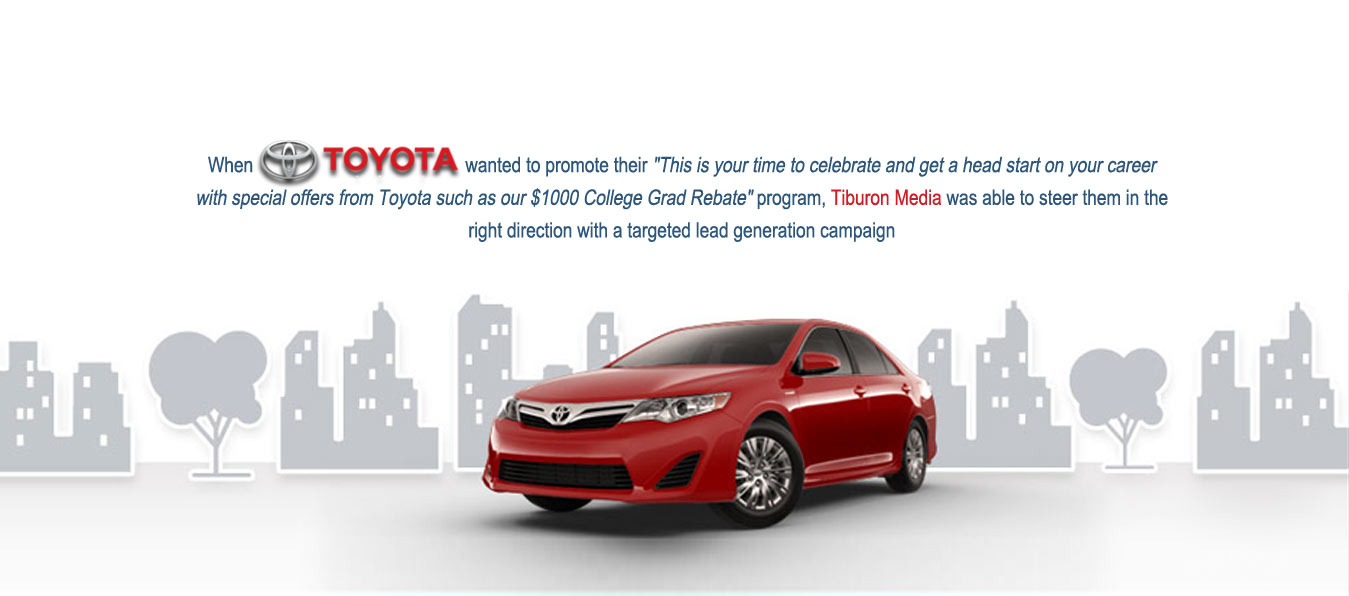 When TOYOTA wanted to promote their "This is your time to celebrate and get a head start on your career
with special offers from Toyota such as our $1000 College Grad Rebate" program, Tiburon Media was able to steer them in the
right direction with a targeted lead generation campaign